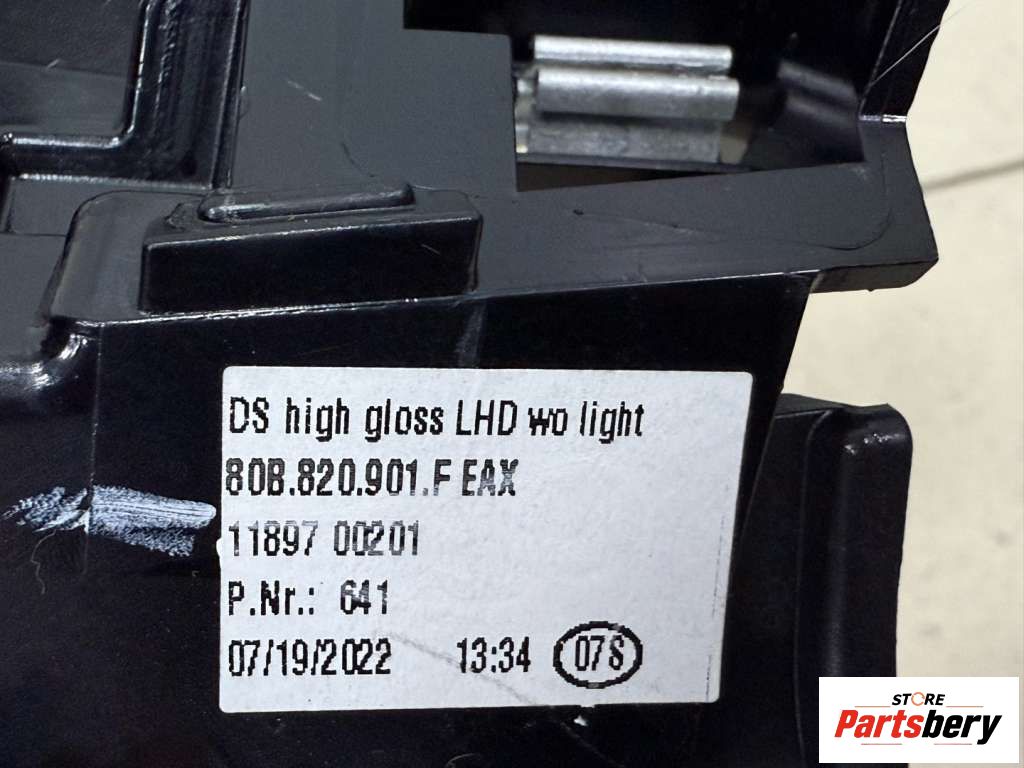 DS high gloss LHD wo light
80B.820.901.F EAX
11897 00201
P.Nr.: 641
07/19/2022 13:34 07S
STORE
Partsbery